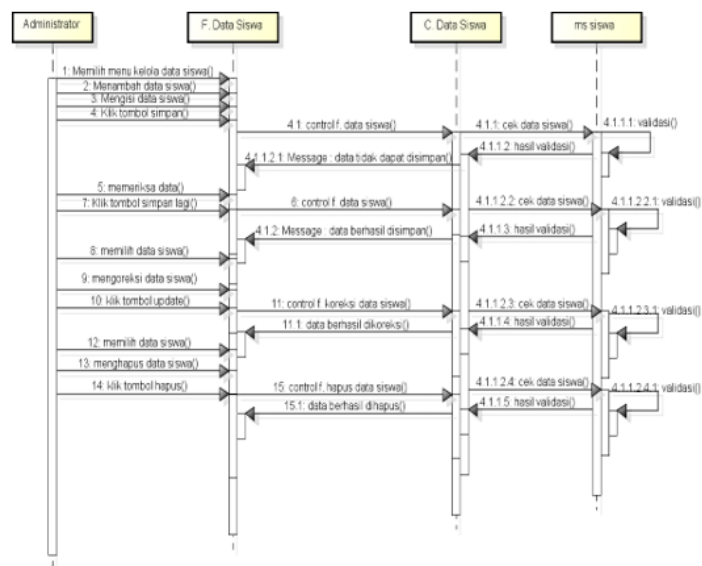 Administrator
F. Data Siswa
C. Data Siswa
ms siswa
1: Memilih menu kelola data siswa()
2: Menambah data siswa()
3: Mengisi data siswa()
4: Klik tombol simpan()
4.1: control f. data siswa()
4.1.1: cek data siswa()
4.1.1.1: validasi()
4.1.1.2: hasil validasi()
4.1.1.2.1: Message : data tidak dapat disimpan()
5: memeriksa data()
7: Klik tombol simpan lagi()
6: control f. data siswa()
4.1.1.2.2: cek data siswa()
4.1.1.2.2.1: validasi()
4.1.2: Message : data berhasil disimpan()
4.1.1.3: hasil validasi()
8: memilih data siswa()
9: mengoreksi data siswa()
10: klik tombol update()
11: control f. koreksi data siswa()
4.1.1.2.3: cek data siswa()
4.1.1.2.3.1: validasi()
11.1: data berhasil dikoreksi()
4.1.1.4: hasil validasi()
12: memilih data siswa()
13: menghapus data siswa()
14: klik tombol hapus()
15: control f. hapus data siswa()
4.1.1.2.4: cek data siswa()
4.1.1.2.4.1: validasi()
15.1: data berhasil dihapus()
4.1.1.5: hasil validasi()